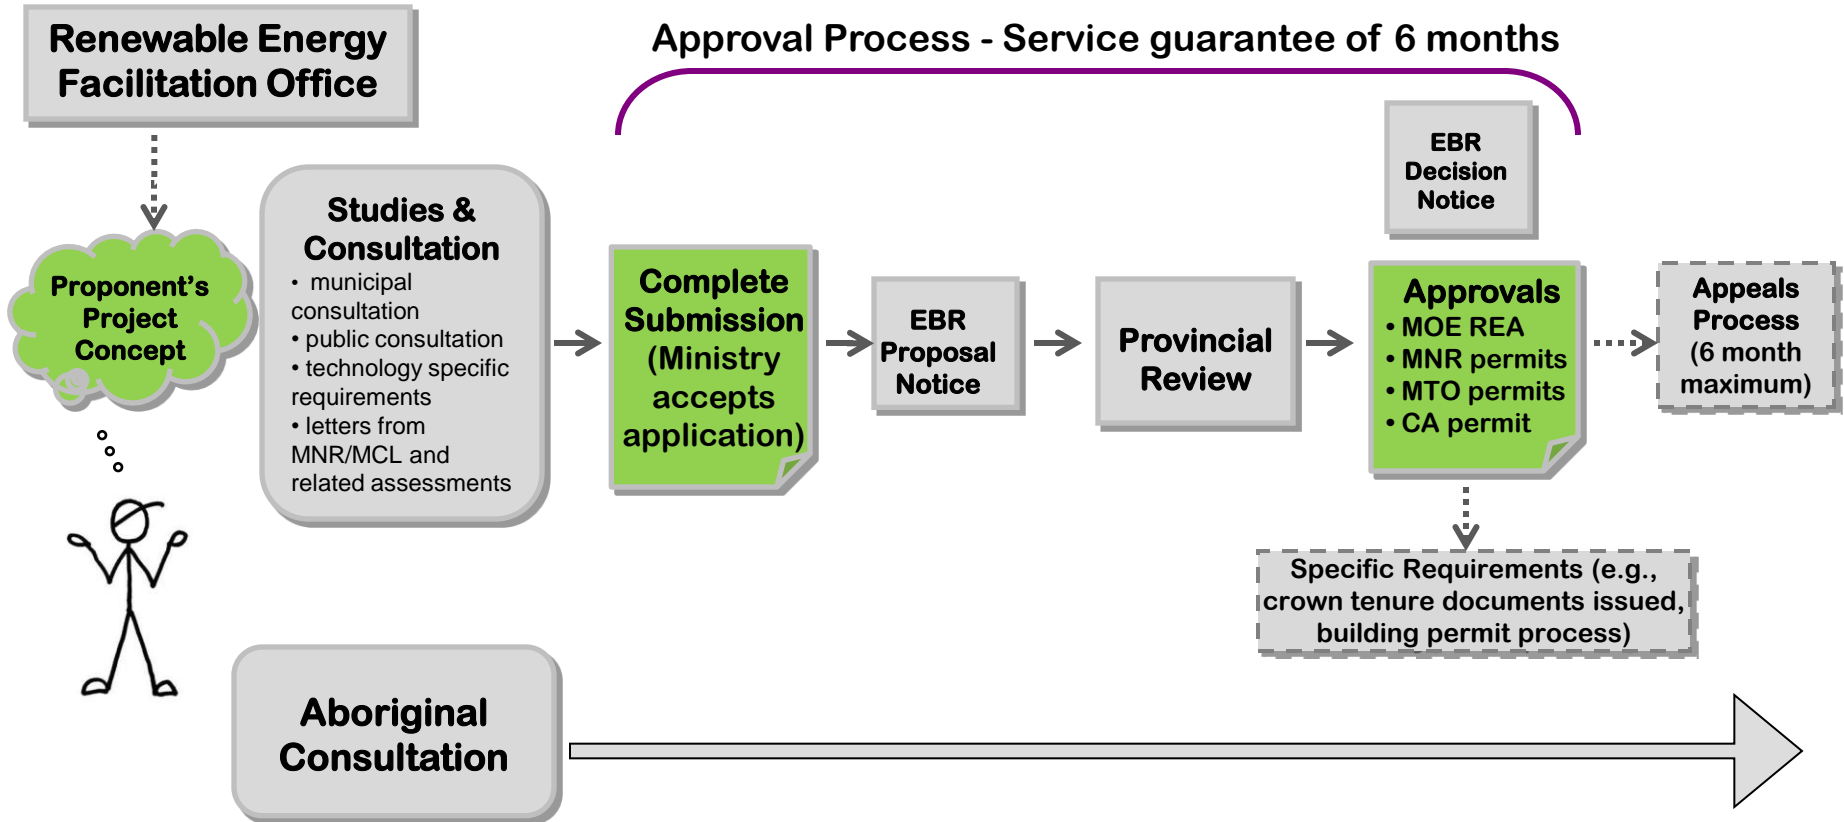 Renewable Energy
Facilitation Office
Approval Process - Service guarantee of 6 months
Proponent's
Project
Concept
Studies &
Consultation
• municipal
consultation
• public consultation
• technology specific
requirements
• letters from
MNR/MCL and
related assessments
Complete
Submission
(Ministry
accepts
application)
EBR
Proposal
Notice
Provincial
Review
EBR
Decision
Notice
Approvals
• MOE REA
• MNR permits
• MTO permits
• CA permit
Appeals
Process
(6 month
maximum)
Specific Requirements (e.g.,
crown tenure documents issued,
building permit process)
Aboriginal
Consultation